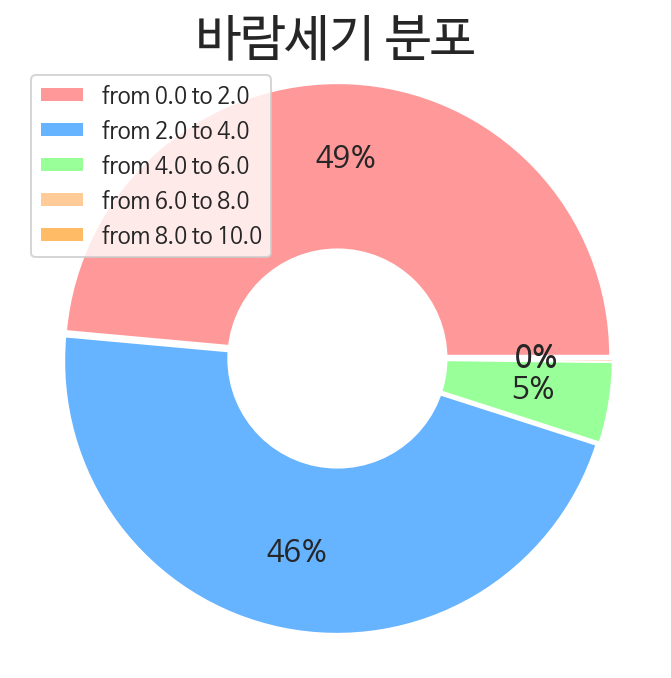 바람세기 분포
from 0.0 to 2.0
from 2.0 to 4.0
from 4.0 to 6.0
from 6.0 to 8.0
from 8.0 to 10.0
49%
0%
5%
46%